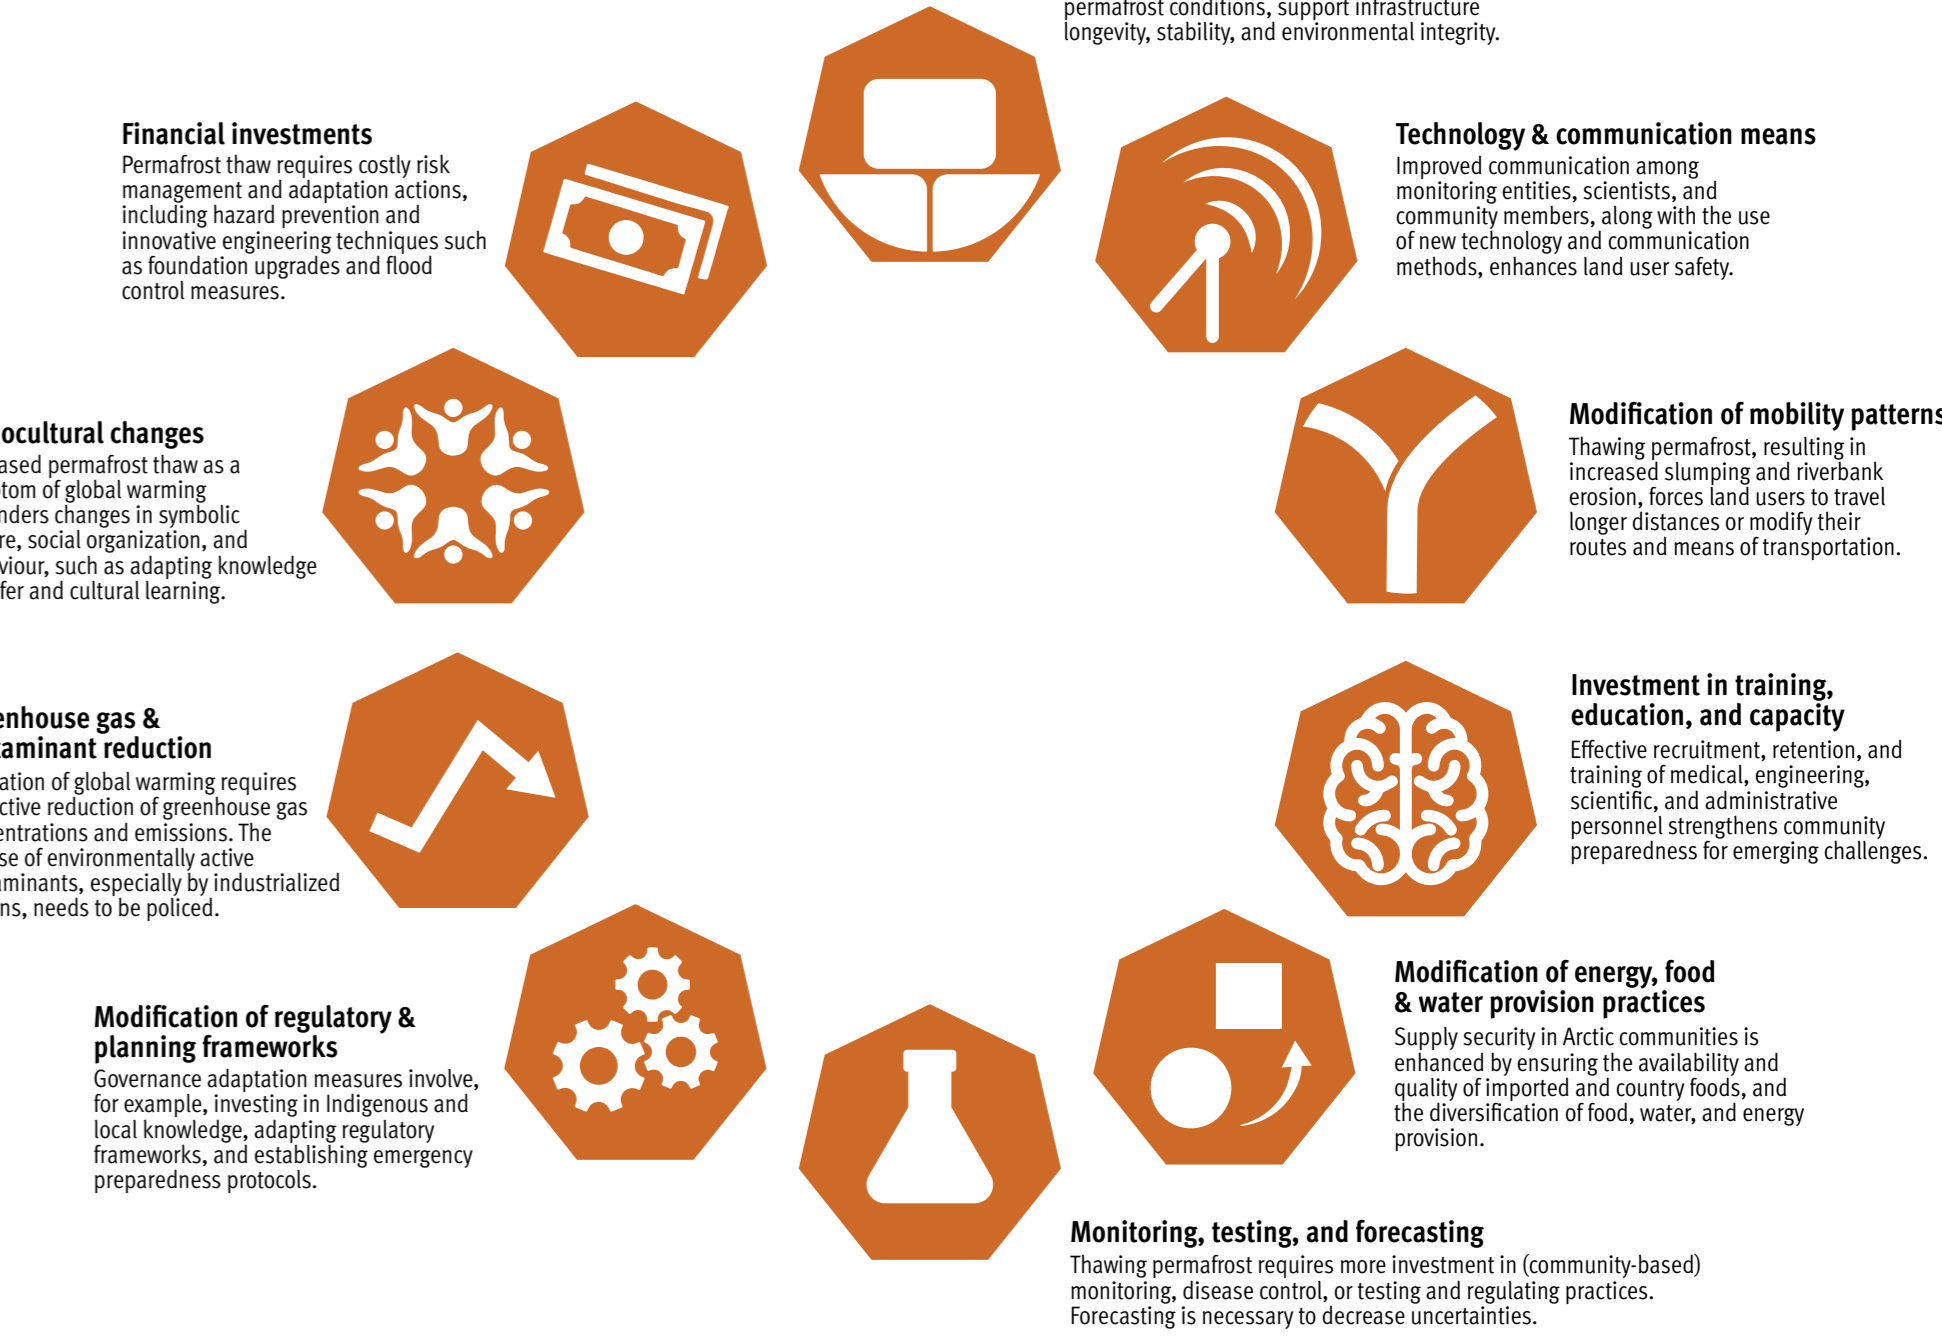 permafrost conditions, support infrastructure
longevity, stability, and environmental integrity.
Financial investments
Permafrost thaw requires costly risk
management and adaptation actions,
including hazard prevention and
innovative engineering techniques such
as foundation upgrades and flood
control measures.
Technology & communication means
Improved communication among
monitoring entities, scientists, and
community members, along with the use
of new technology and communication
methods, enhances land user safety.
ocultural changes
ased permafrost thaw as a
tom of global warming
nders changes in symbolic
re, social organization, and
viour, such as adapting knowledge
fer and cultural learning.
Modification of mobility patterns
Thawing permafrost, resulting in
increased slumping and riverbank
erosion, forces land users to travel
longer distances or modify their
routes and means of transportation.
enhouse gas &
taminant reduction
ation of global warming requires
ctive reduction of greenhouse gas
entrations and emissions. The
se of environmentally active
aminants, especially by industrialized
ns, needs to be policed.
Investment in training,
education, and capacity
Effective recruitment, retention, and
training of medical, engineering,
scientific, and administrative
personnel strengthens community
preparedness for emerging challenges.
Modification of regulatory &
planning frameworks
Governance adaptation measures involve,
for example, investing in Indigenous and
local knowledge, adapting regulatory
frameworks, and establishing emergency
preparedness protocols.
Modification of energy, food
& water provision practices
Supply security in Arctic communities is
enhanced by ensuring the availability and
quality of imported and country foods, and
the diversification of food, water, and energy
provision.
Monitoring, testing, and forecasting
Thawing permafrost requires more investment in (community-based)
monitoring, disease control, or testing and regulating practices.
Forecasting is necessary to decrease uncertainties.